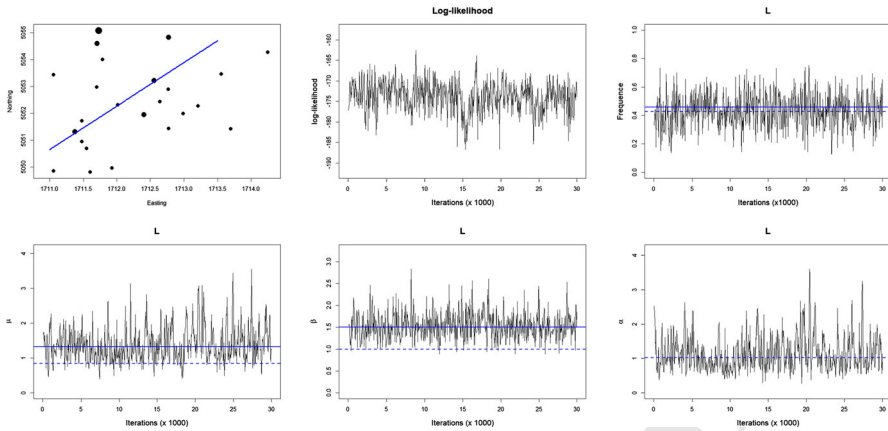 Northing
5055
5054
5053
5052
5051
5050
1711.0 1711.5 1712.0 1712.5 1713.0 1713.5 1714.0
Easting
Log-likelihood
log-likelihood
-160
-165
-170
-175
-180
-185
-190
0 5 10 15 20 25 30
Iterations (x 1000)
L
Frequence
1.0
0.8
0.6
0.4
0.2
0.0
0 5 10 15 20 25 30
Iterations (x1000)
L
μ
4
3
2
1
0
0 5 10 15 20 25 30
Iterations (x 1000)
L
β
3.0
2.5
2.0
1.5
1.0
0.5
0.0
0 5 10 15 20 25 30
Iterations (x 1000)
L
α
4
3
2
1
0
0 5 10 15 20 25 30
Iterations (x 1000)